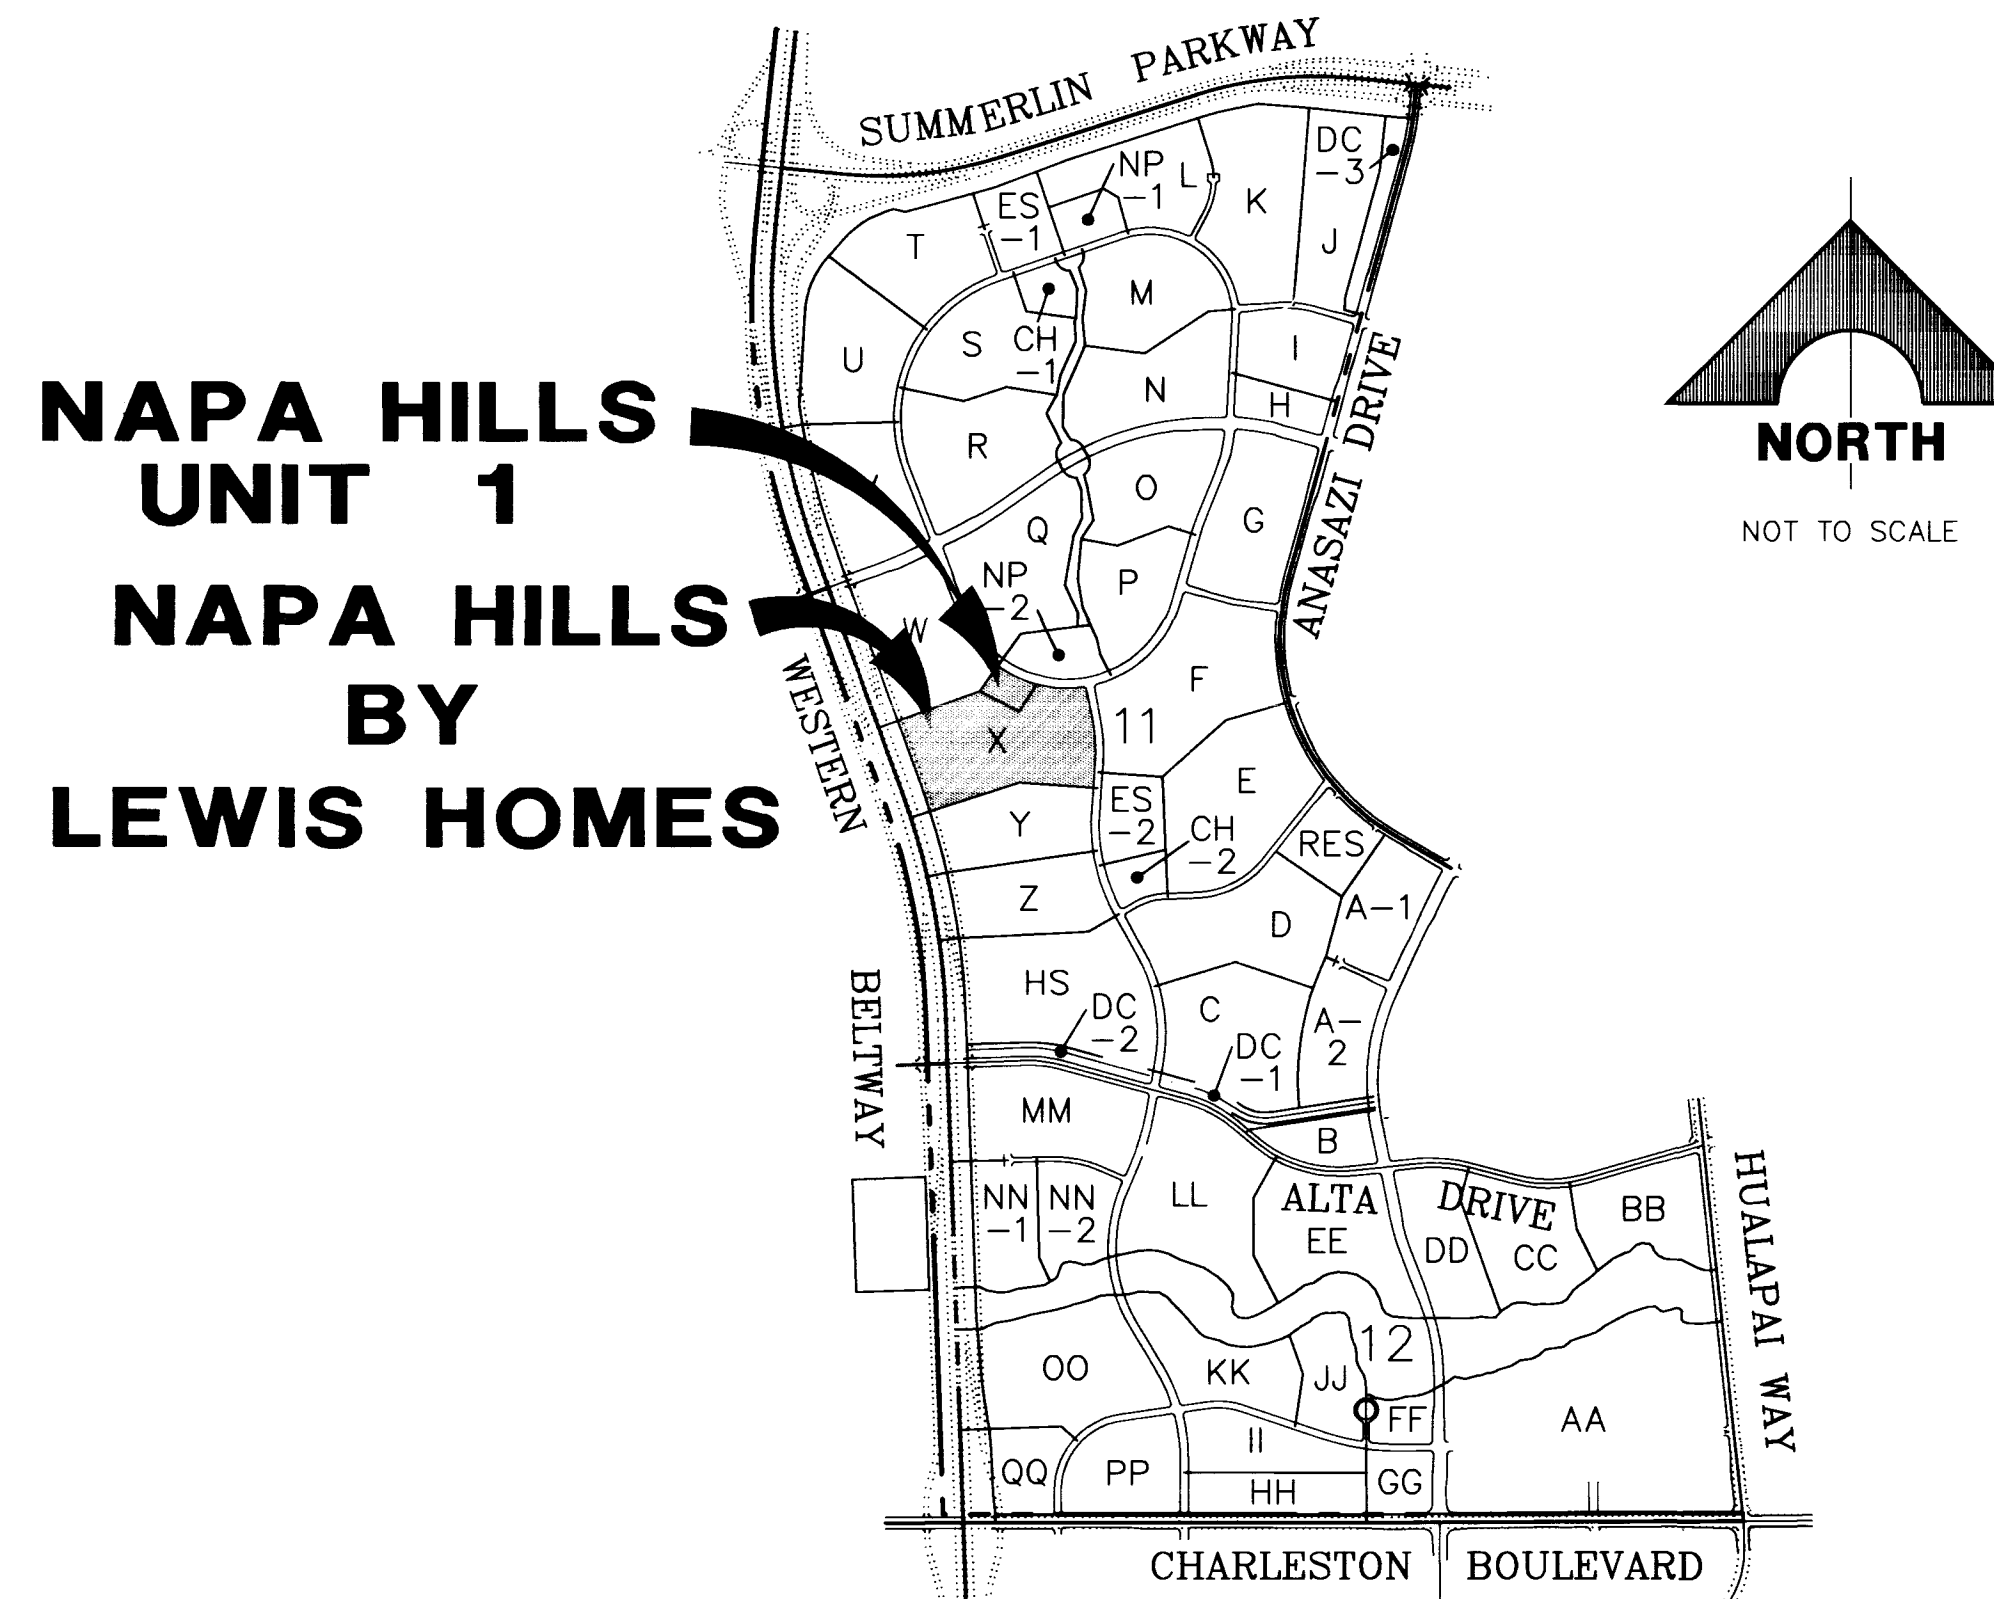 SUMMERLIN PARKWAY
DC
-3
NP
-1
L
K
ES
-1
T
J
M
CH
-1
S
U
I
NAPA HILLS
UNIT 1
N
H
ANASAZI DRIVE
NORTH
NOT TO SCALE
R
O
Q
G
NP
-2
P
W
NAPA HILLS
BY
LEWIS HOMES
F
11
X
WESTERN
BELTWAY
E
ES
-2
Y
CH
-2
RES
Z
A-1
D
HS
DC
-2
C
A-
2
DC
-1
MM
B
NN
-1
NN
-2
LL
ALTA DRIVE
EE
DD
CC
BB
HUALAPAI WAY
12
OO
KK
JJ
FF
AA
II
QQ
PP
HH
GG
CHARLESTON BOULEVARD